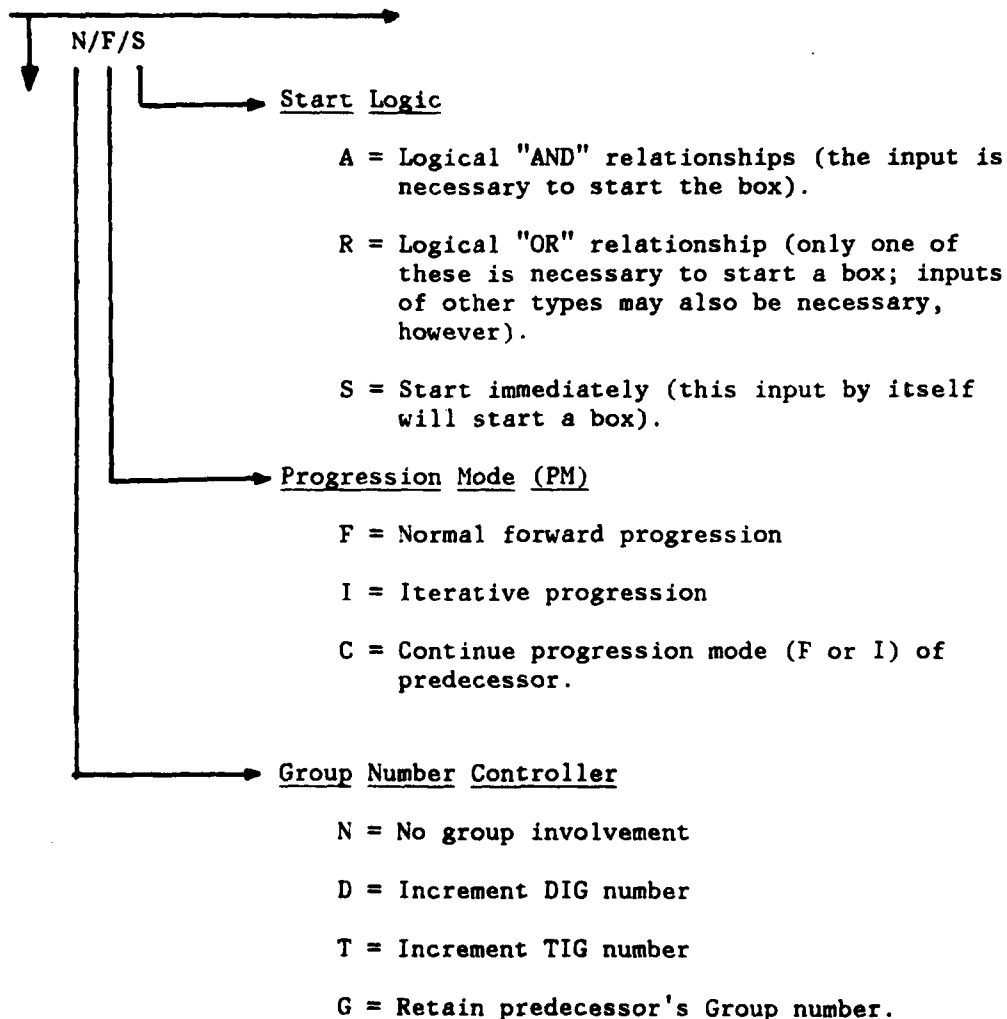 N/F/S
Start Logic
A = Logical "AND" relationships (the input is
necessary to start the box).
R = Logical "OR" relationship (only one of
these is necessary to start a box; inputs
of other types may also be necessary,
however).
S = Start immediately (this input by itself
will start a box).
Progression Mode (PM)
F = Normal forward progression
I = Iterative progression
C = Continue progression mode (F or I) of
predecessor.
Group Number Controller
N = No group involvement
D = Increment DIG number
T = Increment TIG number
G = Retain predecessor's Group number.